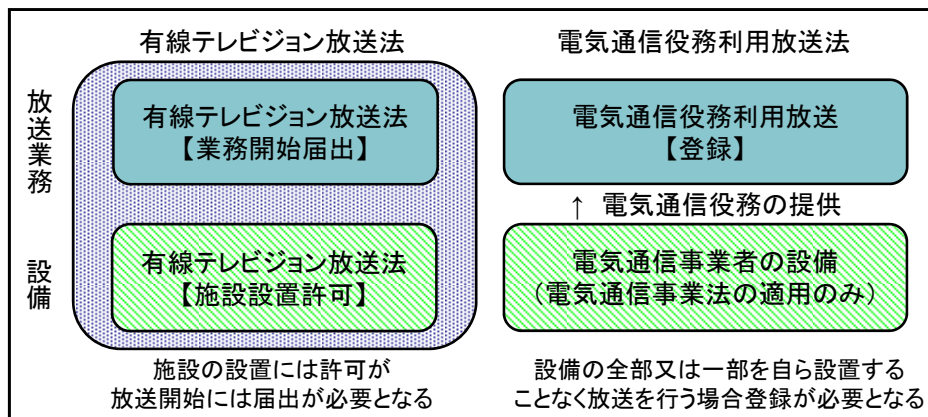 有線テレビジョン放送法
電気通信役務利用放送法
放送業務
有線テレビジョン放送法
【業務開始届出】
電気通信役務利用放送
【登録】
↑ 電気通信役務の提供
設備
有線テレビジョン放送法
【施設設置許可】
電気通信事業者の設備
（電気通信事業法の適用のみ）
施設の設置には許可が
放送開始には届出が必要となる
設備の全部又は一部を自ら設置する
ことなく放送を行う場合登録が必要となる